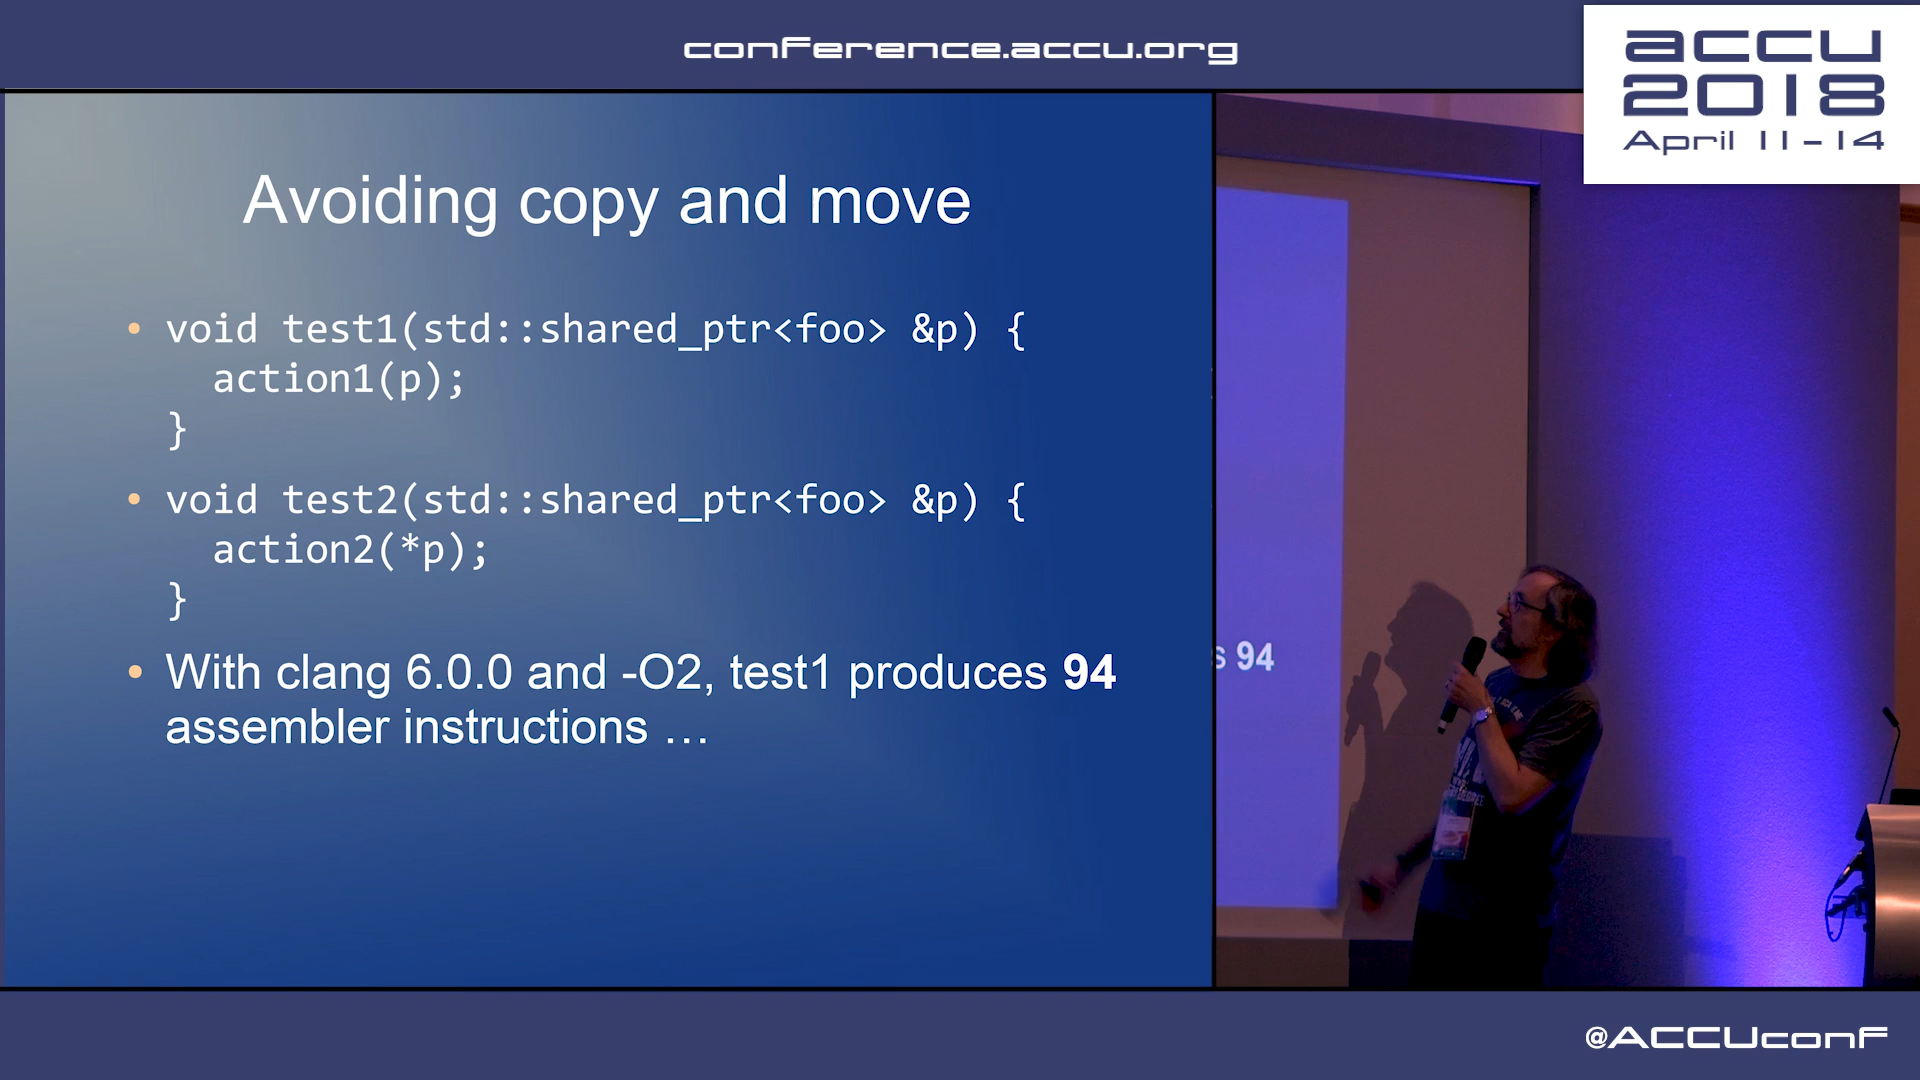 conference.accu.org
accu
2018
April 11-14
Avoiding copy and move
• void test1(std::shared_ptr<foo> &p) {
action1(p);
}
• void test2(std::shared_ptr<foo> &p) {
action2(*p);
}
• With clang 6.0.0 and -O2, test1 produces 94
assembler instructions …
s 94
@ACCUconf